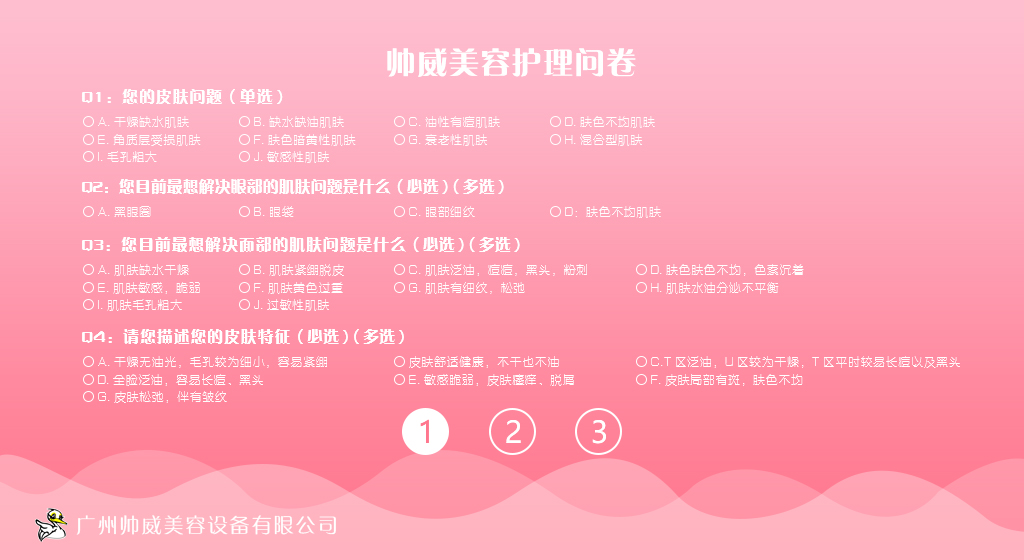 帅威美容护理问卷
Q1：您的皮肤问题（单选）
A. 干燥缺水肌肤 B. 缺水缺油肌肤 C. 油性有痘肌肤 D. 肤色不均肌肤
E. 角质层受损肌肤 F. 肤色暗黄性肌肤 G. 衰老性肌肤 H. 混合型肌肤
I. 毛孔粗大 J. 敏感性肌肤
Q2：您目前最想解决眼部的肌肤问题是什么（必选）（多选）
A. 黑眼圈 B. 眼袋 C. 眼部细纹 D：肤色不均肌肤
Q3：您目前最想解决面部的肌肤问题是什么（必选）（多选）
A. 肌肤缺水干燥 B. 肌肤紧绷脱皮 C. 肌肤泛油，痘痘，黑头，粉刺 D. 肤色肤色不均，色素沉着
E. 肌肤敏感，脆弱 F. 肌肤黄色过重 G. 肌肤有细纹，松弛 H. 肌肤水油分泌不平衡
I. 肌肤毛孔粗大 J. 过敏性肌肤
Q4：请您描述您的皮肤特征（必选）（多选）
A. 干燥无油光，毛孔较为细小，容易紧绷 皮肤舒适健康，不干也不油 C.T 区泛油，U 区较为干燥，T 区平时较易长痘以及黑头
D. 全脸泛油，容易长痘、黑头 E. 敏感脆弱，皮肤瘙痒、脱屑 F. 皮肤局部有斑，肤色不均
G. 皮肤松弛，伴有皱纹
1 2 3
广州帅威美容设备有限公司